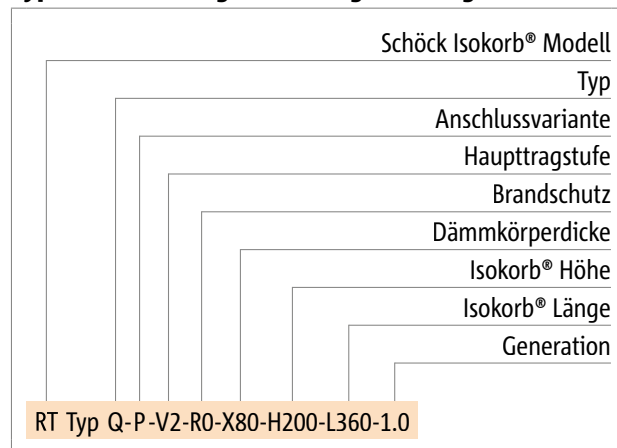 Schöck Isokorb® Modell
Typ
Anschlussvariante
Haupttragstufe
Brandschutz
Dämmkörperdicke
Isokorb® Höhe
Isokorb® Länge
Generation
RT Typ Q-P-V2-R0-X80-H200-L360-1.0